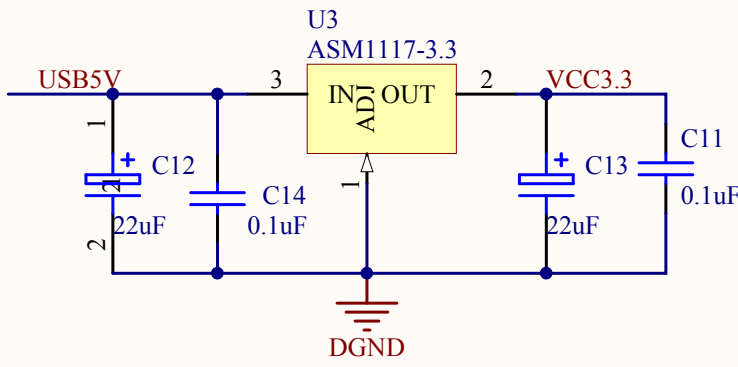 U3
ASM1117-3.3
USB5V
3
IN
OUT
ADJ
2
VCC3.3
1
+
C12
22uF
2
C14
0.1uF
1
+
C13
22uF
C11
0.1uF
DGND